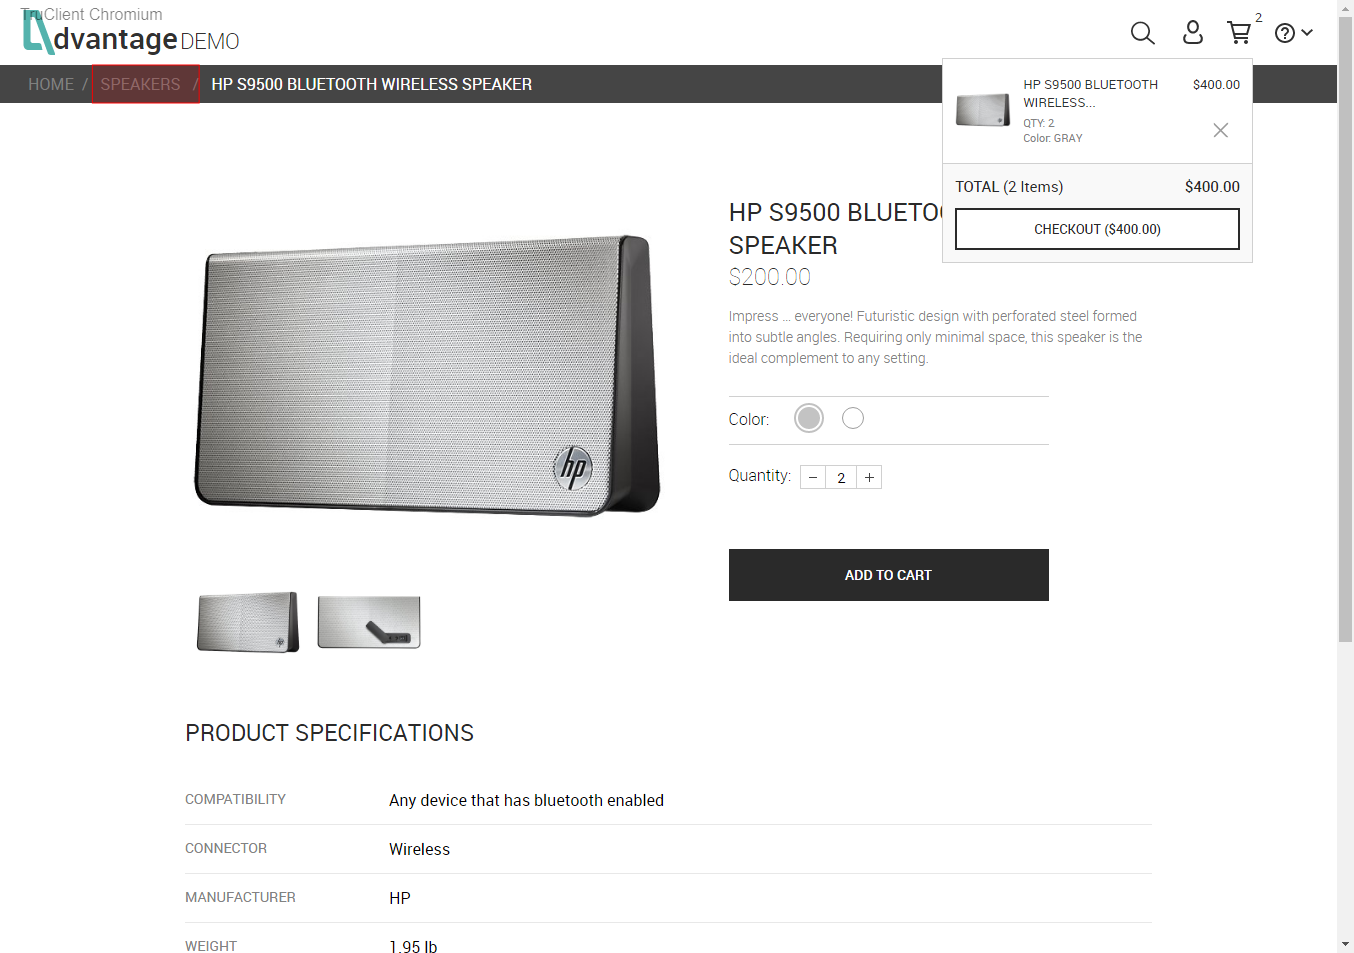 TruClient Chromium
dvantage DEMO
2
HOME / SPEAKERS / HP S9500 BLUETOOTH WIRELESS SPEAKER
HP S9500 BLUETOOTH WIRELESS... $400.00
QTY: 2
Color: GRAY
TOTAL (2 Items) $400.00
CHECKOUT ($400.00)
HP S9500 BLUETOO
SPEAKER
$200.00
Impress ... everyone! Futuristic design with perforated steel formed
into subtle angles. Requiring only minimal space, this speaker is the
ideal complement to any setting.
Color:
Quantity: − 2 +
ADD TO CART
hp
PRODUCT SPECIFICATIONS
COMPATIBILITY Any device that has bluetooth enabled
CONNECTOR Wireless
MANUFACTURER HP
WEIGHT 1.95 lb